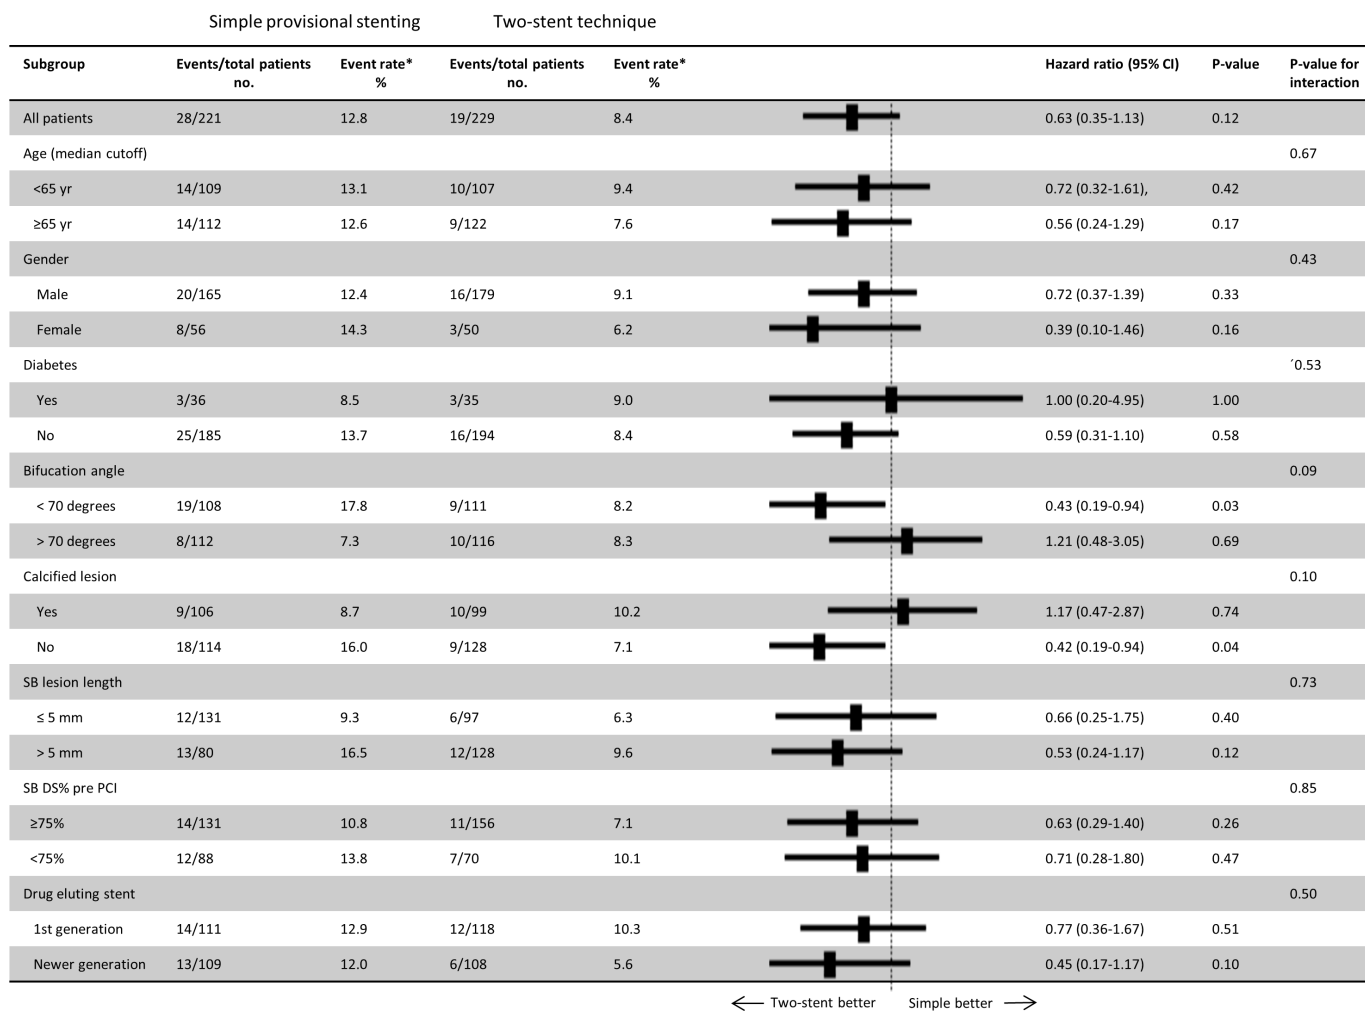 Simple provisional stenting Two-stent technique
Subgroup Events/total patients no. Event rate* % Events/total patients no. Event rate* % Hazard ratio (95% CI) P-value P-value for interaction
All patients 28/221 12.8 19/229 8.4 0.63 (0.35-1.13) 0.12
Age (median cutoff) 0.67
<65 yr 14/109 13.1 10/107 9.4 0.72 (0.32-1.61), 0.42
≥65 yr 14/112 12.6 9/122 7.6 0.56 (0.24-1.29) 0.17
Gender 0.43
Male 20/165 12.4 16/179 9.1 0.72 (0.37-1.39) 0.33
Female 8/56 14.3 3/50 6.2 0.39 (0.10-1.46) 0.16
Diabetes ´0.53
Yes 3/36 8.5 3/35 9.0 1.00 (0.20-4.95) 1.00
No 25/185 13.7 16/194 8.4 0.59 (0.31-1.10) 0.58
Bifucation angle 0.09
< 70 degrees 19/108 17.8 9/111 8.2 0.43 (0.19-0.94) 0.03
> 70 degrees 8/112 7.3 10/116 8.3 1.21 (0.48-3.05) 0.69
Calcified lesion 0.10
Yes 9/106 8.7 10/99 10.2 1.17 (0.47-2.87) 0.74
No 18/114 16.0 9/128 7.1 0.42 (0.19-0.94) 0.04
SB lesion length 0.73
≤ 5 mm 12/131 9.3 6/97 6.3 0.66 (0.25-1.75) 0.40
> 5 mm 13/80 16.5 12/128 9.6 0.53 (0.24-1.17) 0.12
SB DS% pre PCI 0.85
≥75% 14/131 10.8 11/156 7.1 0.63 (0.29-1.40) 0.26
<75% 12/88 13.8 7/70 10.1 0.71 (0.28-1.80) 0.47
Drug eluting stent 0.50
1st generation 14/111 12.9 12/118 10.3 0.77 (0.36-1.67) 0.51
Newer generation 13/109 12.0 6/108 5.6 0.45 (0.17-1.17) 0.10
Two-stent better Simple better